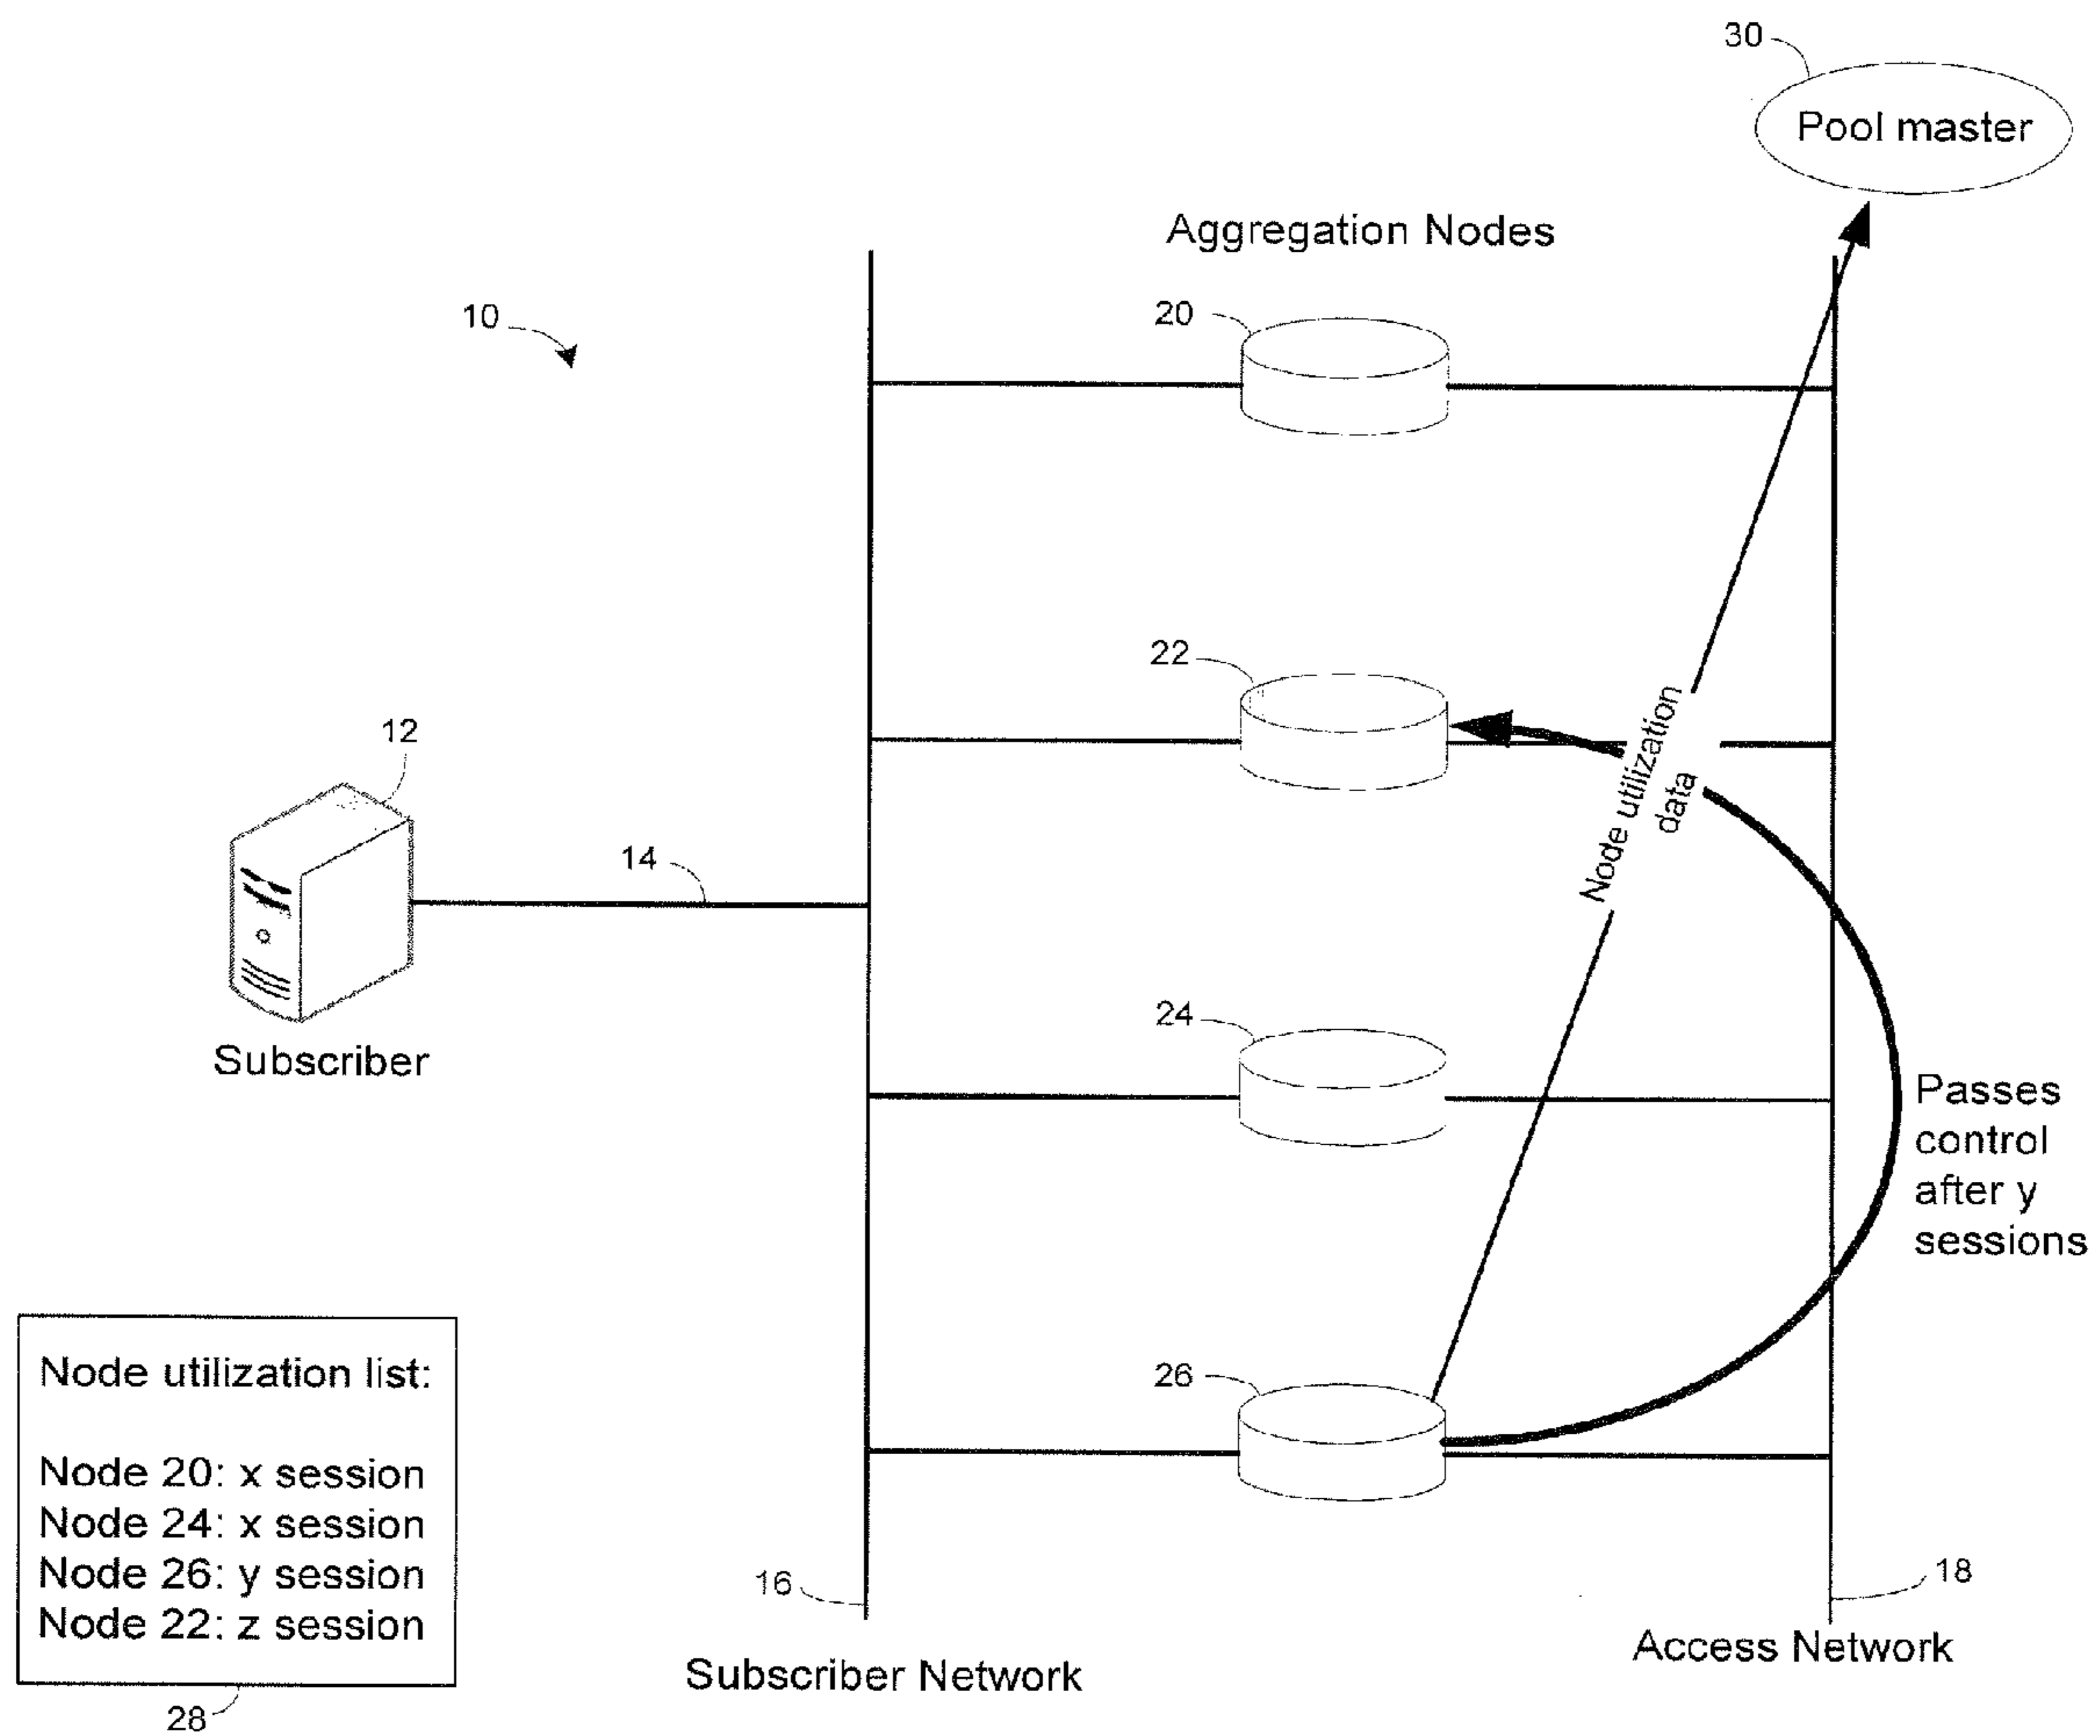 30
Pool master
Aggregation Nodes
10
20
22
12
Node utilization
data
14
24
Subscriber
Passes
control
after y
sessions
26
Node utilization list:
Node 20: x session
Node 24: x session
Node 26: y session
Node 22: z session
16
18
Access Network
Subscriber Network
28